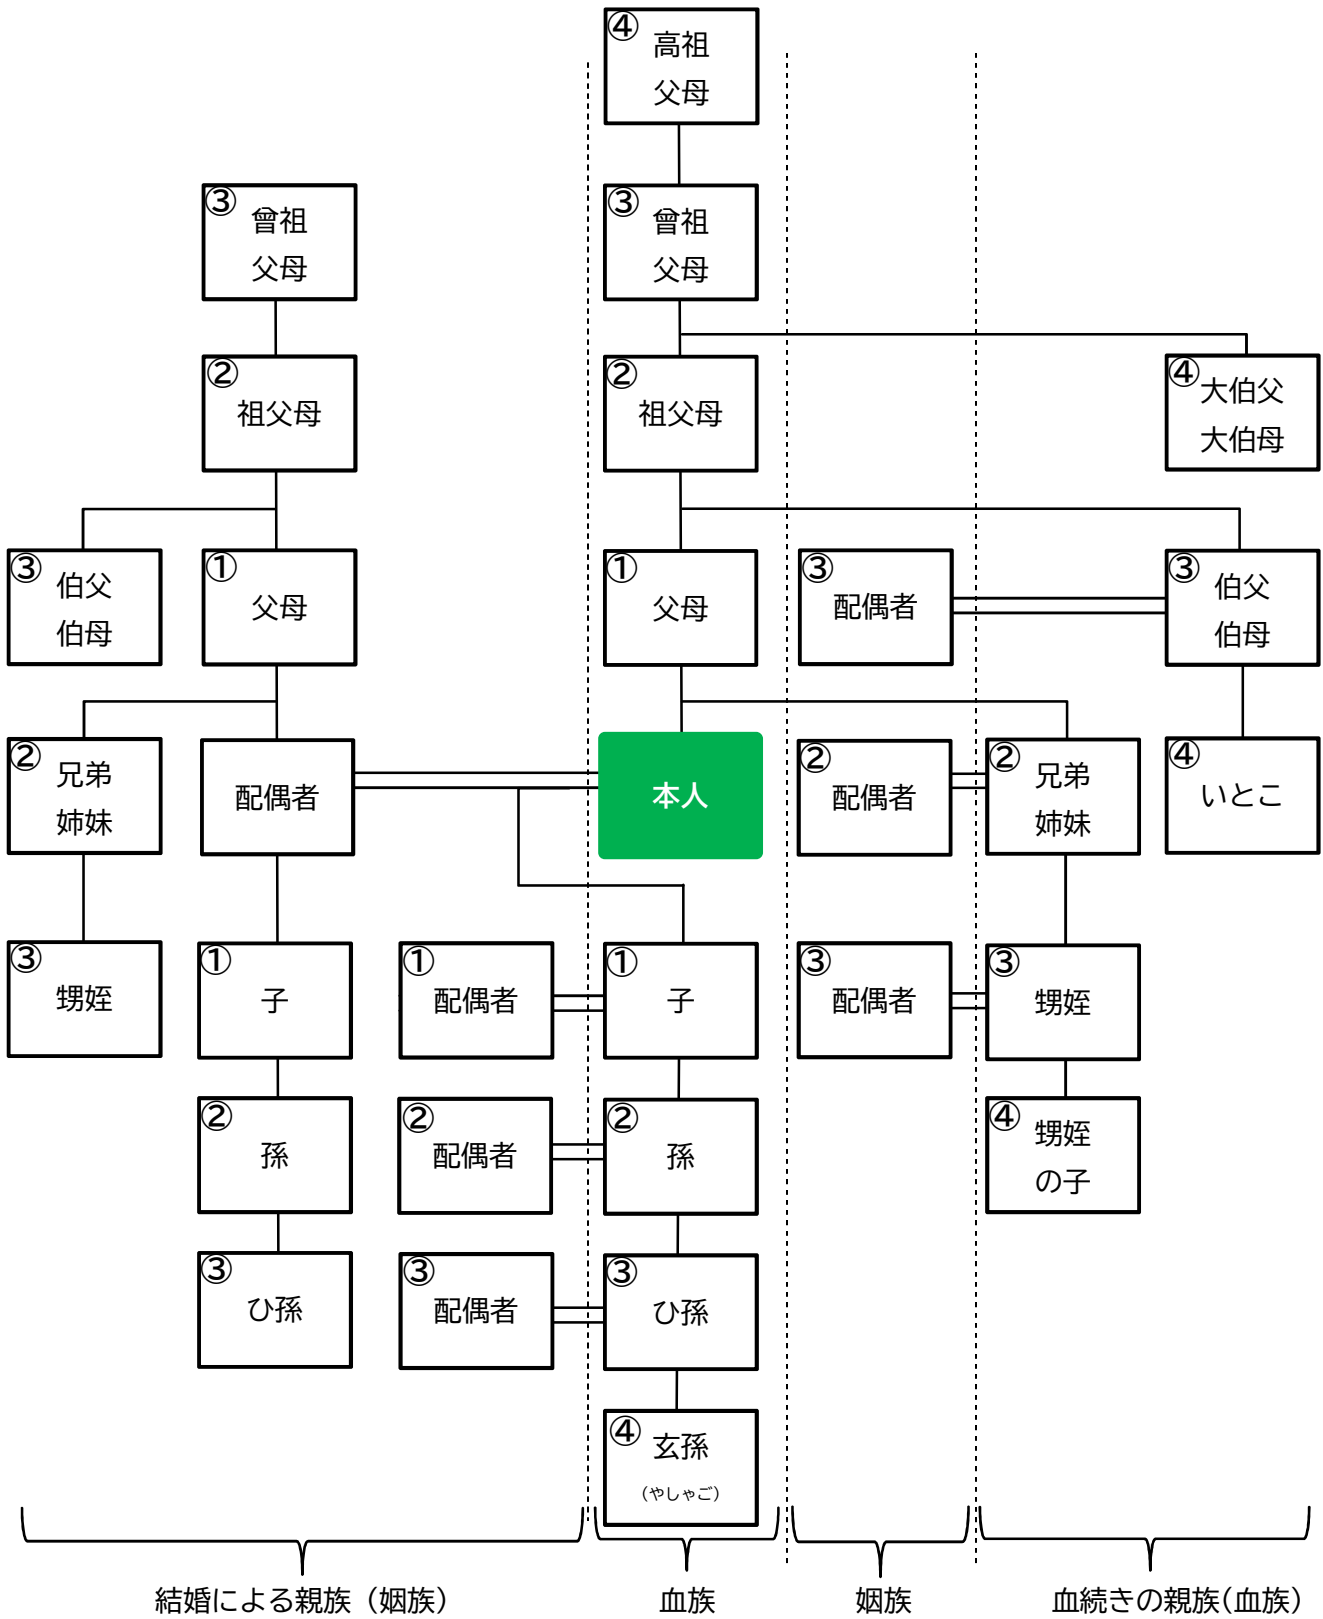 ④
高祖
父母
③
曾祖
父母
③
曾祖
父母
②
祖父母
②
祖父母
④
大伯父
大伯母
③
伯父
伯母
①
父母
①
父母
③
配偶者
③
伯父
伯母
②
兄弟
姉妹
配偶者
本人
②
配偶者
②
兄弟
姉妹
④
いとこ
③
甥姪
①
子
①
配偶者
①
子
③
配偶者
③
甥姪
②
孫
②
配偶者
②
孫
④
甥姪
の子
③
ひ孫
③
配偶者
③
ひ孫
④
玄孫
（やしゃご）
結婚による親族（姻族）
血族
姻族
血続きの親族（血族）